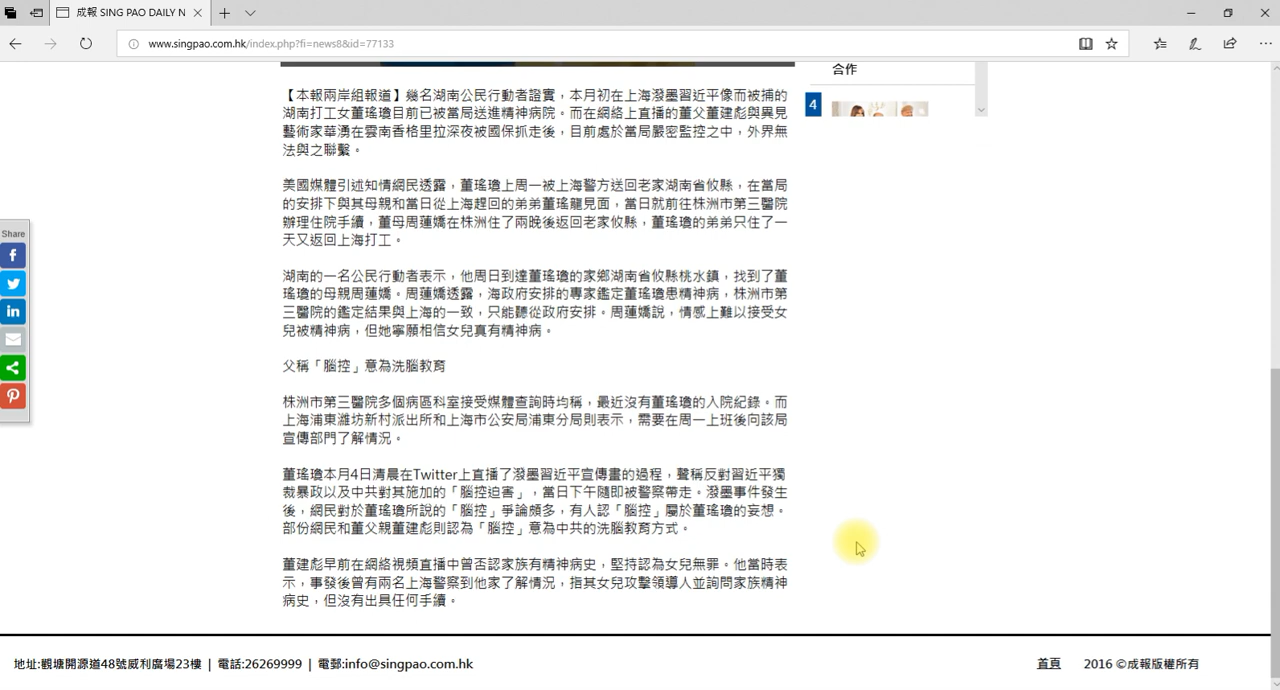 成報 SING PAO DAILY N
www.singpao.com.hk/index.php?fi=news8&id=77133
合作
4
【本報兩岸組報道】幾名湖南公民行動者證實，本月初在上海潑墨習近平像而被捕的
湖南打工女董瑤瓊目前已被當局送進精神病院。而在網絡上直播的董父董建彪與異見
藝術家華湧在雲南香格里拉深夜被國保抓走後，目前處於當局嚴密監控之中，外界無
法與之聯繫。
美國媒體引述知情網民透露，董瑤瓊上周一被上海警方送回老家湖南省攸縣，在當局
的安排下與其母親和當日從上海趕回的弟弟董瑤龍見面，當日就前往株洲市第三醫院
辦理住院手續，董母周蓮嬌在株洲住了兩晚後返回老家攸縣，董瑤瓊的弟弟只住了一
天又返回上海打工。
湖南的一名公民行動者表示，他周日到達董瑤瓊的家鄉湖南省攸縣桃水鎮，找到了董
瑤瓊的母親周蓮嬌。周蓮嬌透露，海政府安排的專家鑑定董瑤瓊患精神病，株洲市第
三醫院的鑑定結果與上海的一致，只能聽從政府安排。周蓮嬌說，情感上難以接受女
兒被精神病，但她寧願相信女兒真有精神病。
父稱「腦控」意為洗腦教育
株洲市第三醫院多個病區科室接受媒體查詢時均稱，最近沒有董瑤瓊的入院紀錄。而
上海浦東濰坊新村派出所和上海市公安局浦東分局則表示，需要在周一上班後向該局
宣傳部門了解情況。
董瑤瓊本月4日清晨在Twitter上直播了潑墨習近平宣傳畫的過程，聲稱反對習近平獨
裁暴政以及中共對其施加的「腦控迫害」，當日下午隨即被警察帶走。潑墨事件發生
後，網民對於董瑤瓊所說的「腦控」爭論頗多，有人認「腦控」屬於董瑤瓊的妄想。
部份網民和董父親董建彪則認為「腦控」意為中共的洗腦教育方式。
董建彪早前在網絡視頻直播中曾否認家族有精神病史，堅持認為女兒無罪。他當時表
示，事發後曾有兩名上海警察到他家了解情況，指其女兒攻擊領導人並詢問家族精神
病史，但沒有出具任何手續。
Share
地址:觀塘開源道48號威利廣場23樓 | 電話:26269999 | 電郵:info@singpao.com.hk
首頁
2016 ©成報版權所有